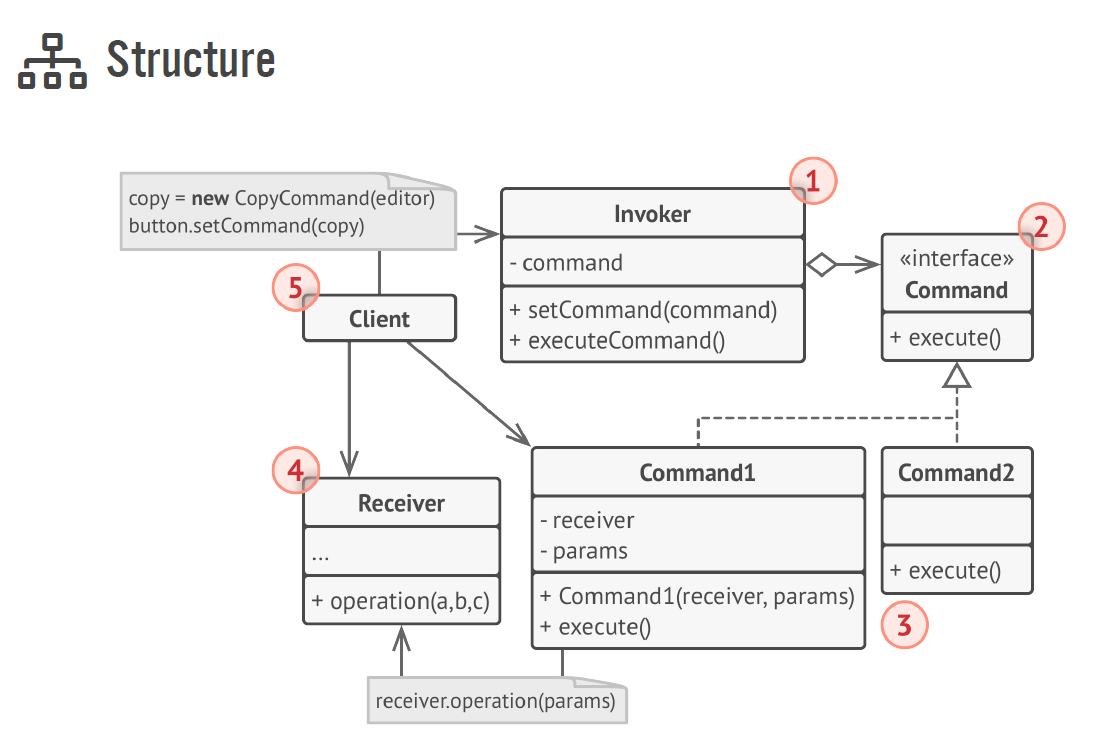 Structure
copy = new CopyCommand(editor)
button.setCommand(copy)
1
Invoker
- command
+ setCommand(command)
+ executeCommand()
2
«interface»
Command
+ execute()
5
Client
4
Receiver
...
+ operation(a,b,c)
Command1
- receiver
- params
+ Command1(receiver, params)
+ execute()
Command2
+ execute()
3
receiver.operation(params)